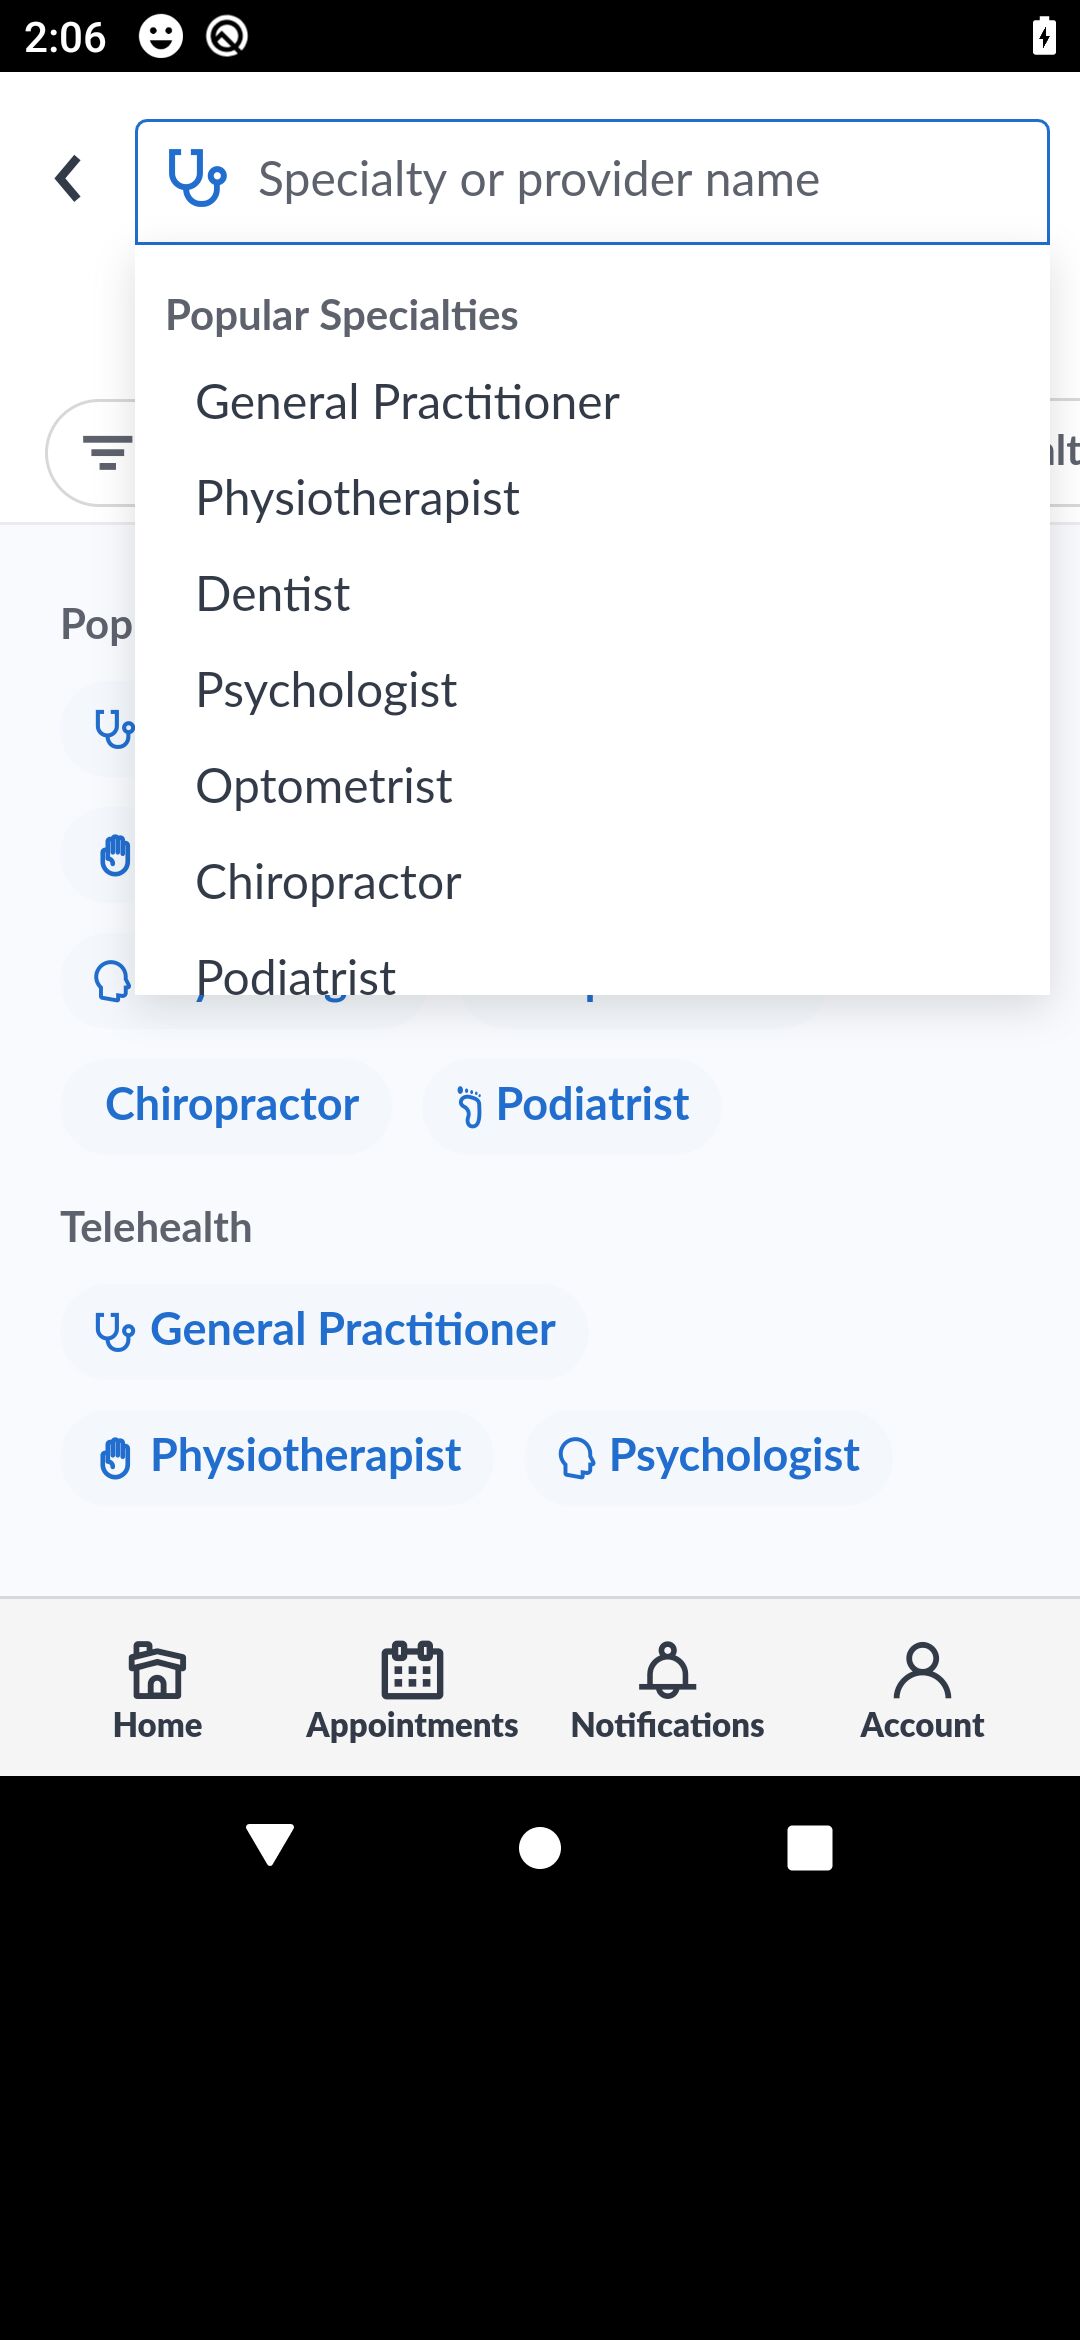 2:06
Specialty or provider name
Popular Specialties
General Practitioner
Physiotherapist
Dentist
Psychologist
Optometrist
Chiropractor
Podiatrist
Pop
Chiropractor
Podiatrist
Telehealth
General Practitioner
Physiotherapist
Psychologist
Home
Appointments
Notifications
Account